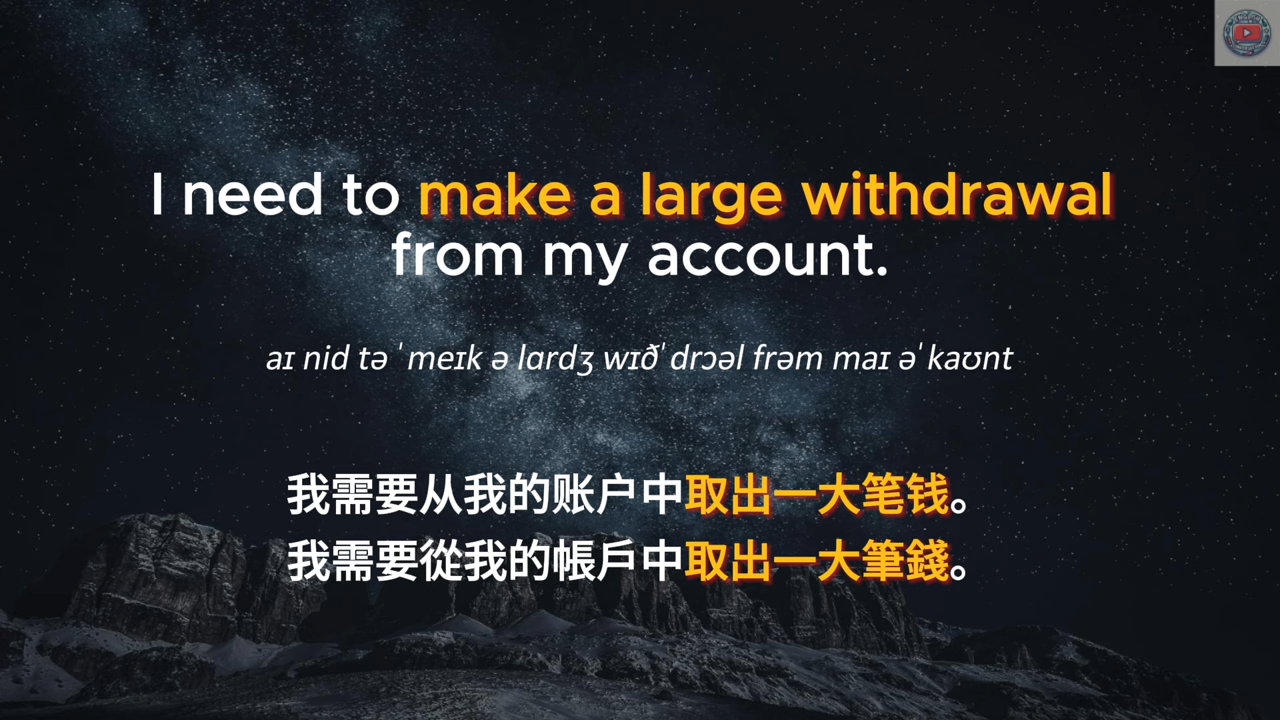 I need to make a large withdrawal
from my account.
aɪ nid tə ˈmeɪk ə lɑrdʒ wɪðˈdrɔəl frəm maɪ əˈkaʊnt
我需要从我的账户中取出一大笔钱。
我需要從我的帳戶中取出一大筆錢。